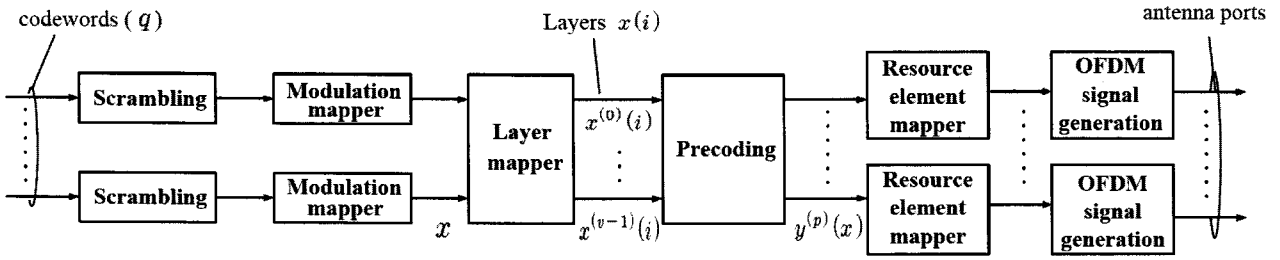 codewords ( q )
Layers x(i)
antenna ports
Scrambling
Modulation
mapper
Layer
mapper
x^{(0)}(i)
Precoding
Resource
element
mapper
OFDM
signal
generation
Scrambling
Modulation
mapper
x
x^{(v-1)}(i)
y^{(p)}(x)
Resource
element
mapper
OFDM
signal
generation